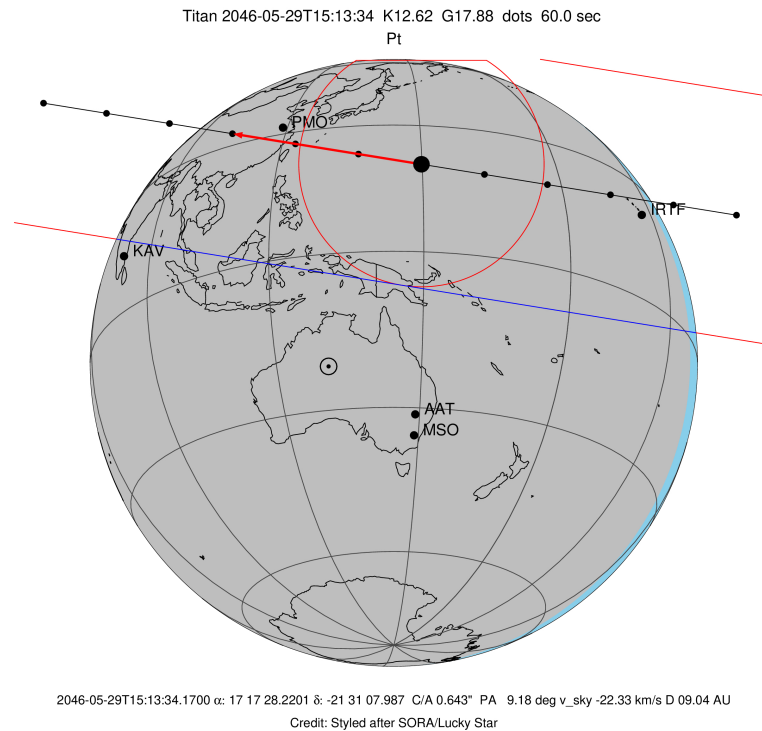 Titan 2046-05-29T15:13:34 K12.62 G17.88 dots 60.0 sec
Pt
PMO
IRTF
KAV
AAT
MSO
2046-05-29T15:13:34.1700 α: 17 17 28.2201 δ: -21 31 07.987 C/A 0.643" PA 9.18 deg v_sky -22.33 km/s D 09.04 AU
Credit: Styled after SORA/Lucky Star